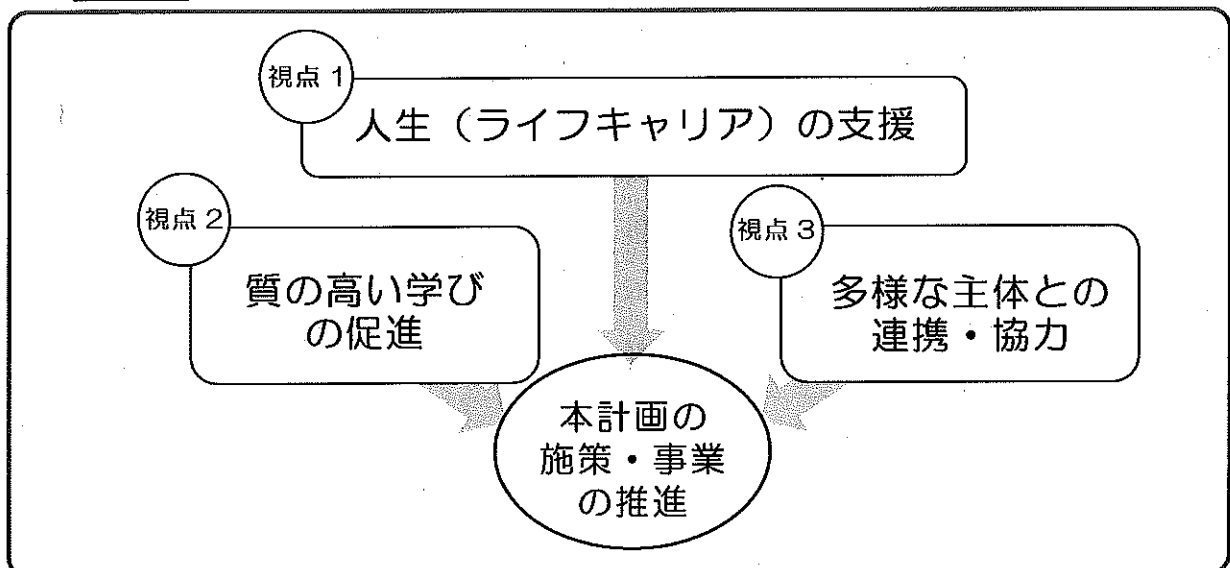 視点 1
人生（ライフキャリア）の支援
視点 2
質の高い学び
の促進
視点 3
多様な主体との
連携・協力
本計画の
施策・事業
の推進